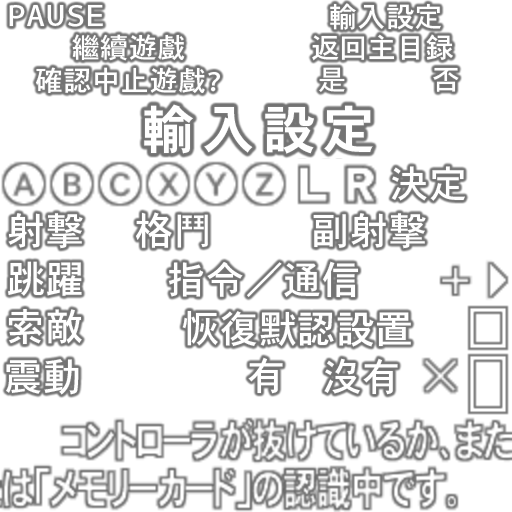 PAUSE 輸入設定
繼續遊戲 返回主目録
確認中止遊戲? 是 否
輸入設定
Ⓐ Ⓑ Ⓒ Ⓧ Ⓨ Ⓩ L R 決定
射撃 格鬥 副射撃
跳躍 指令／通信 + ▷
索敵 恢復默認設置 □
震動 有 沒有 × □
コントローラが抜けているか、また
は「メモリーカード」の認識中です。